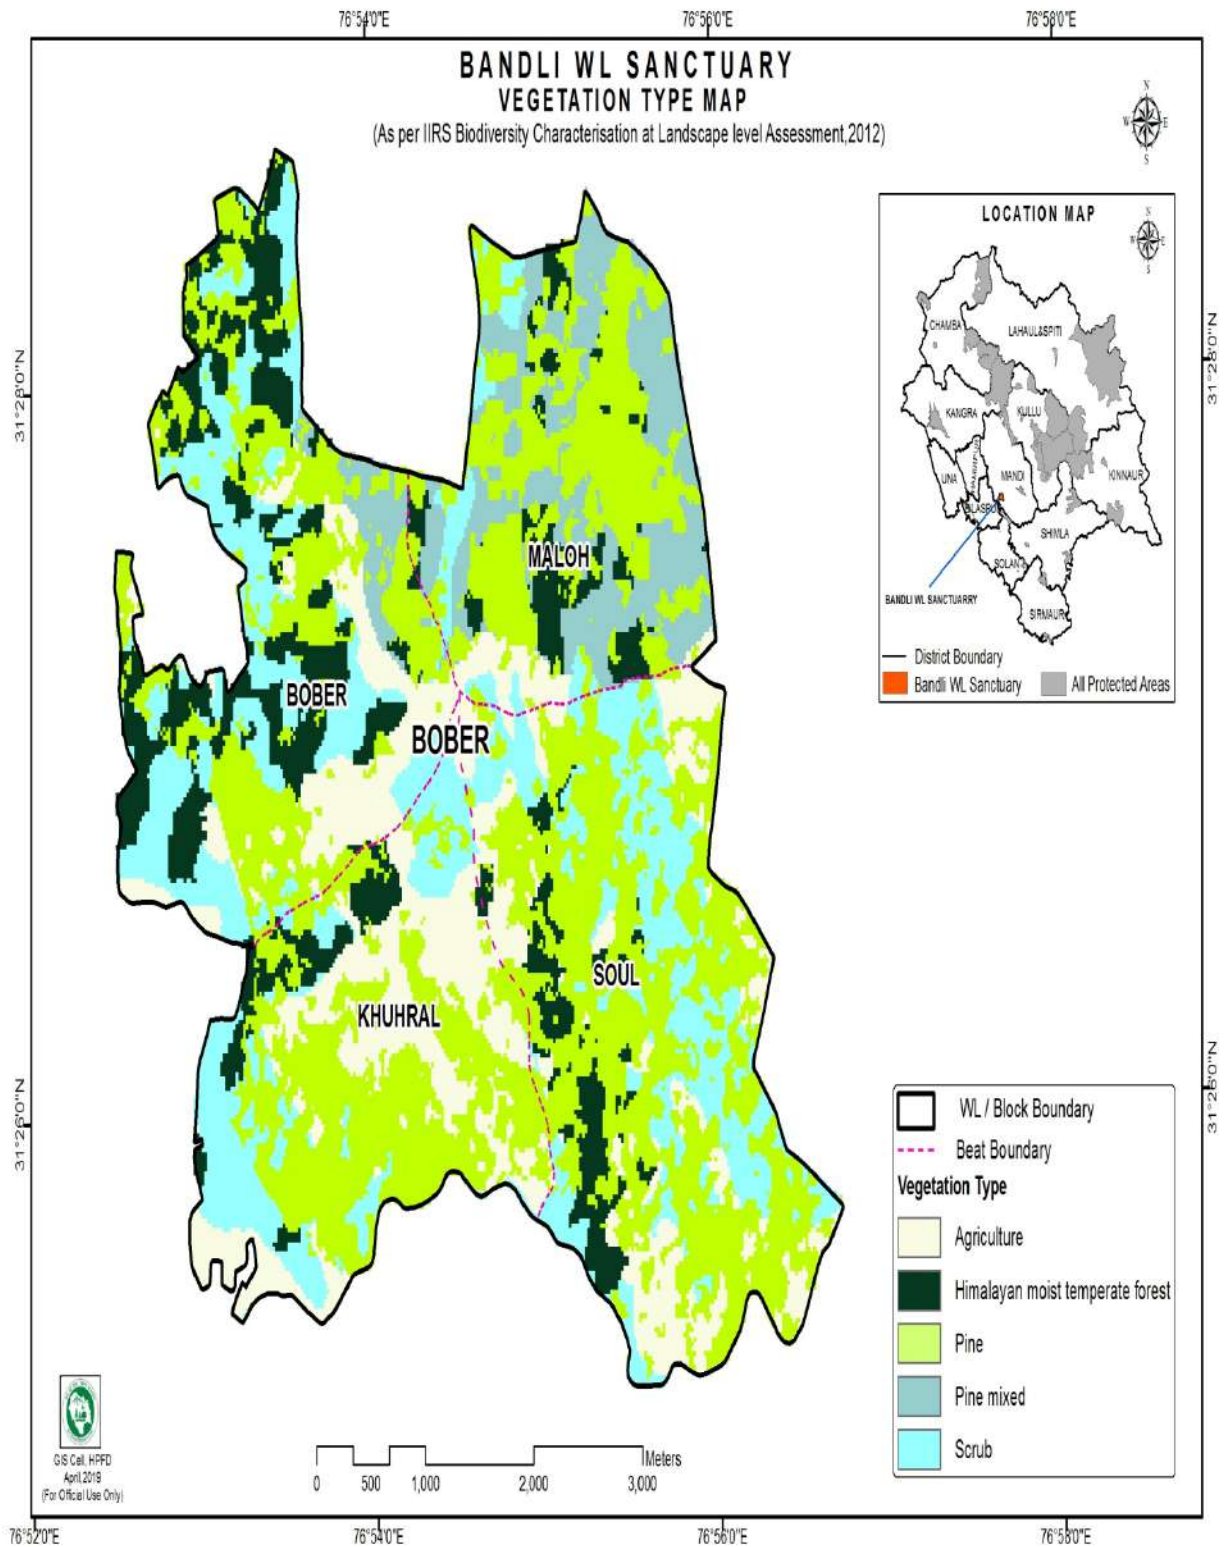 76°54'0"E
76°56'0"E
76°58'0"E
BANDLI WL SANCTUARY
VEGETATION TYPE MAP
(As per IIRS Biodiversity Characterisation at Landscape level Assessment,2012)
N
W E
S
LOCATION MAP
N
W E
S
CHAMBA
LAHAUL&SPITI
KANGRA
KULLU
UNA
HAMIRPUR
MANDI
KINNAUR
BILASPUR
SHIMLA
SOLAN
BANDLI WL SANCTUARRY
SIRMAUR
District Boundary
Bandli WL Sanctuary
All Protected Areas
31°28'0"N
31°28'0"N
MALOH
BOBER
BOBER
SOUL
KHUHRAL
31°26'0"N
31°26'0"N
WL / Block Boundary
Beat Boundary
Vegetation Type
Agriculture
Himalayan moist temperate forest
Pine
Pine mixed
Scrub
GIS Cell, HPFD
April,2019
(For Official Use Only)
Meters
0 500 1,000 2,000 3,000
76°52'0"E
76°54'0"E
76°56'0"E
76°58'0"E